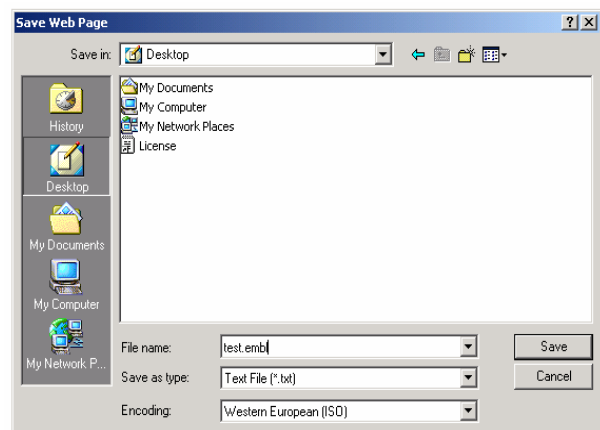 Save Web Page
Save in: Desktop
My Documents
My Computer
My Network Places
License
History
Desktop
My Documents
My Computer
My Network P...
File name: test.embl
Save
Save as type: Text File (*.txt)
Cancel
Encoding: Western European (ISO)